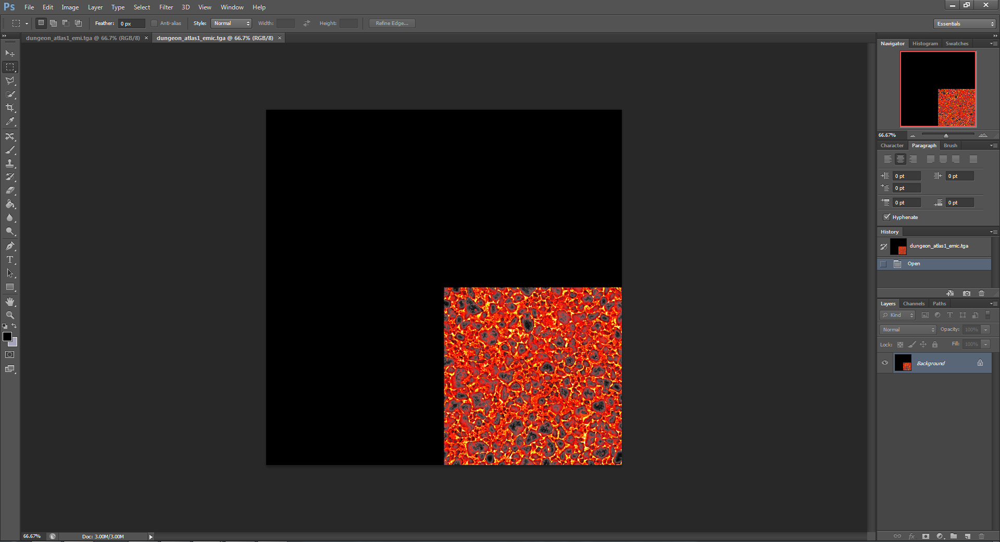 Ps File Edit Image Layer Type Select Filter 3D View Window Help
Feather: 0 px Anti-alias Style: Normal Width: Height: Refine Edge... Essentials
dungeon_atlas1_emi.tga @ 66.7% (RGB/8) × dungeon_atlas1_emic.tga @ 66.7% (RGB/8) ×
Navigator Histogram Swatches
66.67%
Character Paragraph Brush
0 pt 0 pt
0 pt
0 pt 0 pt
Hyphenate
History
dungeon_atlas1_emic.tga
Open
Layers Channels Paths
Kind
Normal Opacity: 100%
Lock: Fill: 100%
Background
66.67% Doc: 3.00M/3.00M